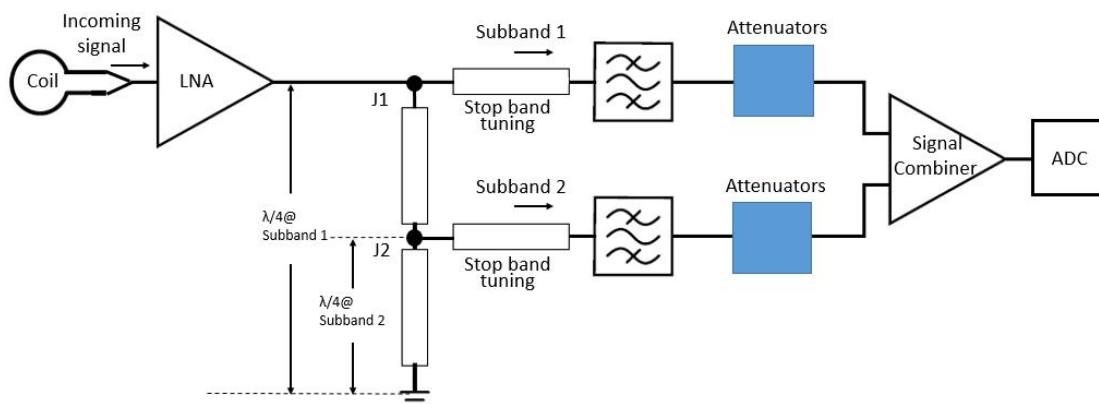 Incoming
signal
Coil
LNA
J1
Subband 1
Stop band
tuning
Attenuators
Signal
Combiner
ADC
λ/4@
Subband 1
J2
Subband 2
Stop band
tuning
Attenuators
λ/4@
Subband 2